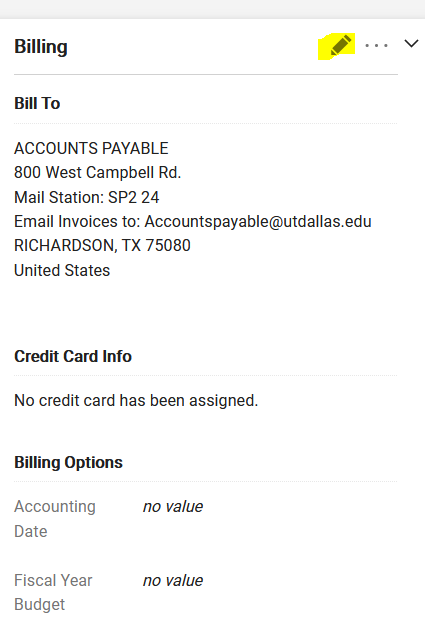 Billing
Bill To
ACCOUNTS PAYABLE
800 West Campbell Rd.
Mail Station: SP2 24
Email Invoices to: Accountspayable@utdallas.edu
RICHARDSON, TX 75080
United States
Credit Card Info
No credit card has been assigned.
Billing Options
Accounting no value
Date
Fiscal Year no value
Budget